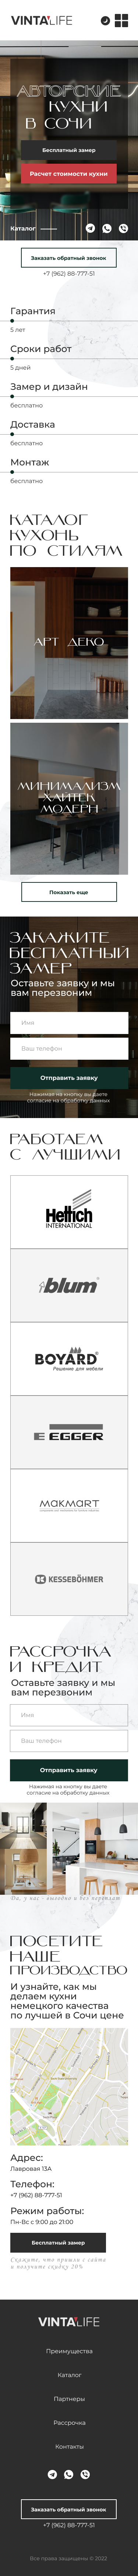 VINTALIFE
АВТОРСКИЕ
КУХНИ
В СОЧИ
Бесплатный замер
Расчет стоимости кухни
Каталог
Заказать обратный звонок
+7 (962) 88-777-51
Гарантия
5 лет
Сроки работ
5 дней
Замер и дизайн
бесплатно
Доставка
бесплатно
Монтаж
бесплатно
КАТАЛОГ
КУХОНЬ
ПО СТИЛЯМ
АРТ ДЕКО
МИНИМАЛИЗМ
ХАЙТЕК
МОДЕРН
Показать еще
ЗАКАЖИТЕ
БЕСПЛАТНЫЙ
ЗАМЕР
Оставьте заявку и мы
вам перезвоним
Имя
Ваш телефон
Отправить заявку
Нажимая на кнопку вы даете
согласие на обработку данных
РАБОТАЕМ
С ЛУЧШИМИ
Hettich
INTERNATIONAL
blum
BOYARD
Решение для мебели
EGGER
MAKMART
KESSEBÖHMER
РАССРОЧКА
И КРЕДИТ
Оставьте заявку и мы
вам перезвоним
Имя
Ваш телефон
Отправить заявку
Нажимая на кнопку вы даете
согласие на обработку данных
Да, у нас - выгодно и без переплат
ПОСЕТИТЕ
НАШЕ
ПРОИЗВОДСТВО
И узнайте, как мы
делаем кухни
немецкого качества
по лучшей в Сочи цене
Адрес:
Лавровая 13А
Телефон:
+7 (962) 88-777-51
Режим работы:
Пн-Вс с 9:00 до 21:00
Бесплатный замер
Скажите, что пришли с сайта
и получите скидку 20%
VINTALIFE
Преимущества
Каталог
Партнеры
Рассрочка
Контакты
Заказать обратный звонок
+7 (962) 88-777-51
Все права защищены © 2022